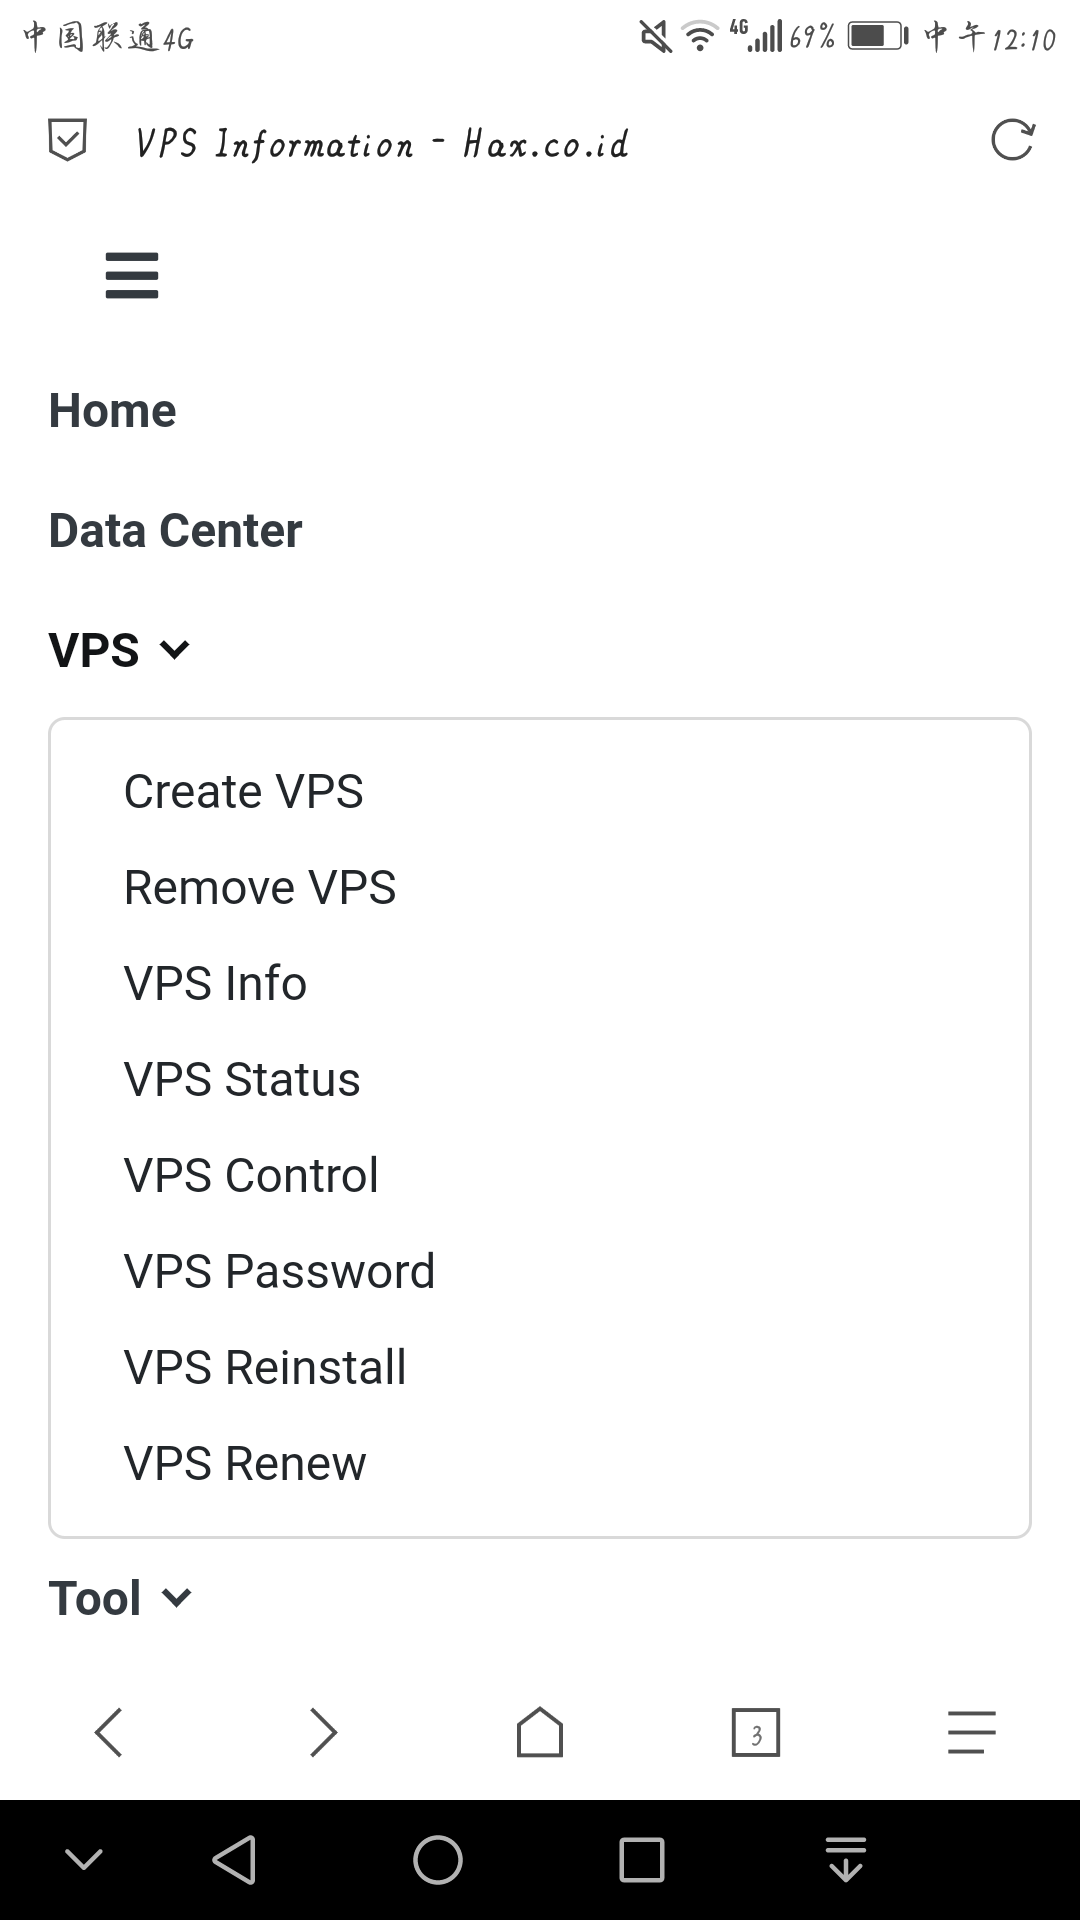 中国联通4G 4G 69% 中午12:10
VPS Information - Hax.co.id
Home
Data Center
VPS
Create VPS
Remove VPS
VPS Info
VPS Status
VPS Control
VPS Password
VPS Reinstall
VPS Renew
Tool
3